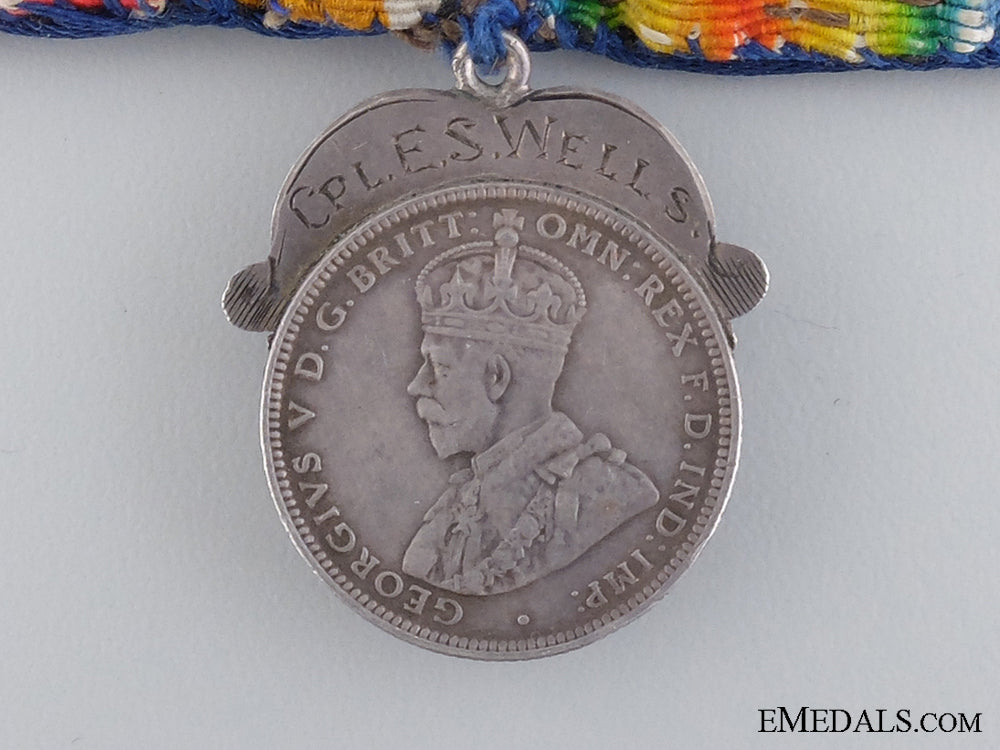 CPL. E.S. WELLS.
GEORGIVS V D.G. BRITT: OMN: REX F.D. IND: IMP:
EMEDALS.COM